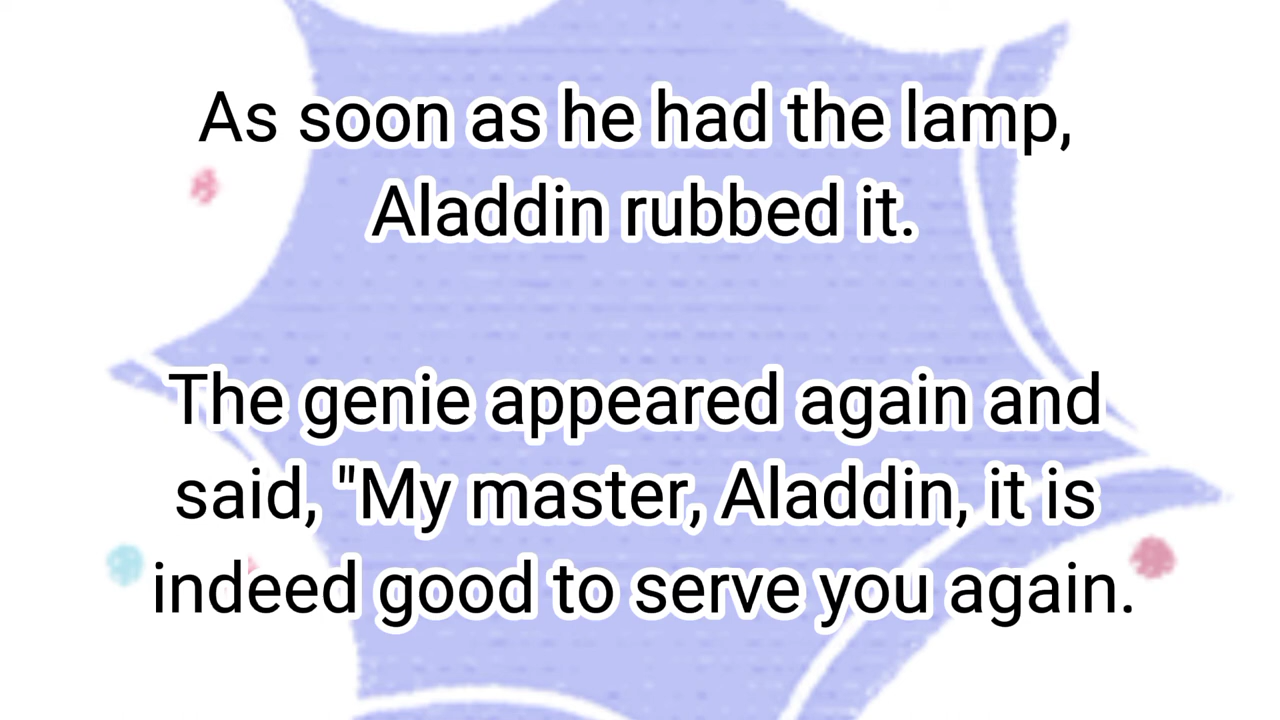 As soon as he had the lamp,
Aladdin rubbed it.
The genie appeared again and
said, "My master, Aladdin, it is
indeed good to serve you again.